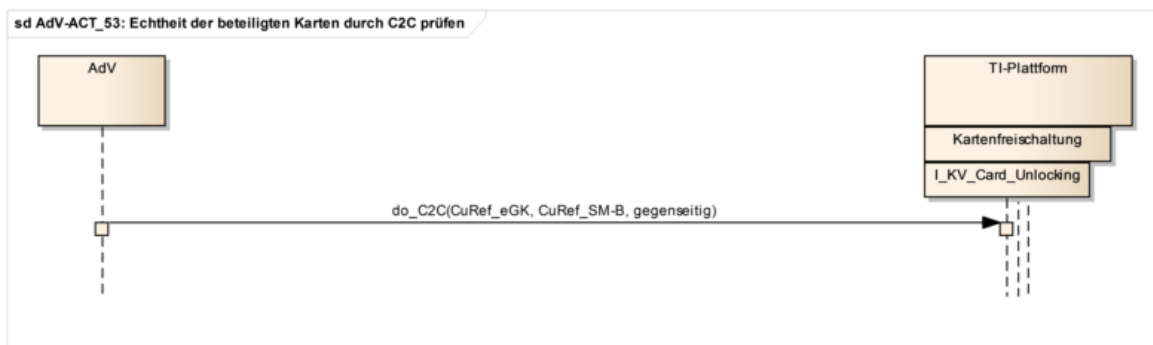 sd AdV-ACT_53: Echtheit der beteiligten Karten durch C2C prüfen
AdV
TI-Plattform
Kartenfreischaltung
I_KV_Card_Unlocking
do_C2C(CuRef_eGK, CuRef_SM-B, gegenseitig)